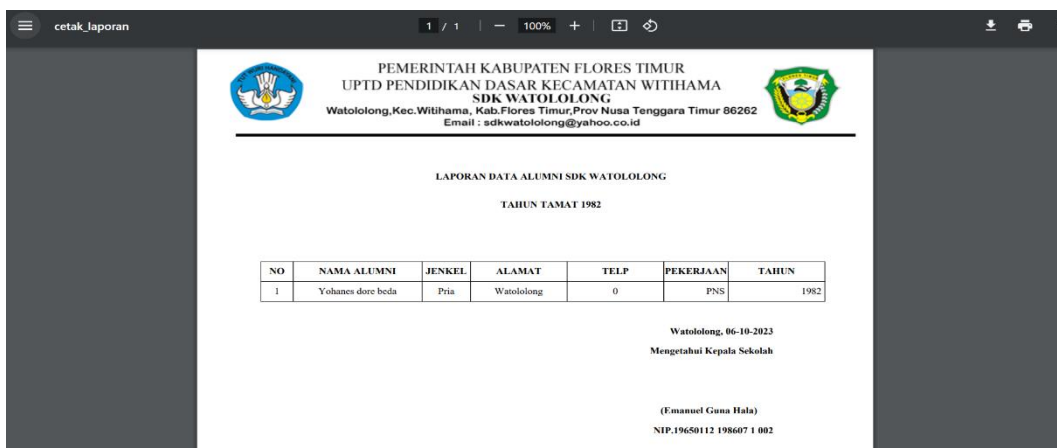 cetak_laporan 1 / 1 100%
PEMERINTAH KABUPATEN FLORES TIMUR
UPTD PENDIDIKAN DASAR KECAMATAN WITIHAMA
SDK WATOLOLONG
Watololong,Kec.Witihama, Kab.Flores Timur,Prov Nusa Tenggara Timur 86262
Email : sdkwatololong@yahoo.co.id
LAPORAN DATA ALUMNI SDK WATOLOLONG
TAHUN TAMAT 1982
NO NAMA ALUMNI JENKEL ALAMAT TELP PEKERJAAN TAHUN
1 Yohanes dore beda Pria Watololong 0 PNS 1982
Watololong, 06-10-2023
Mengetahui Kepala Sekolah
(Emanuel Guna Hala)
NIP.19650112 198607 1 002